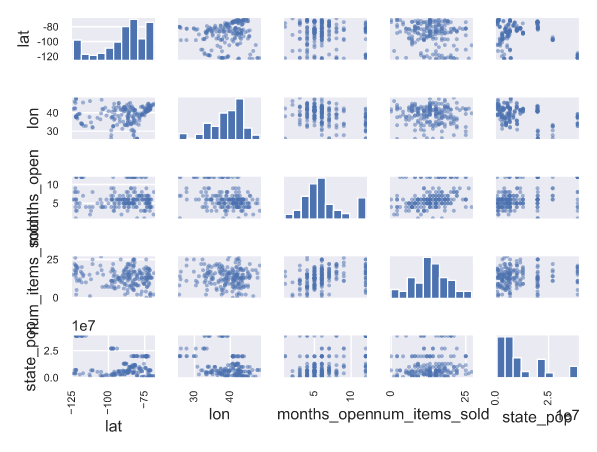 lat
−80
−100
−120
lon
40
30
months_open
10
5
num_items_sold
25
0
1e7
state_pop
2.5
0.0
−125
−100
−75
30
40
5
10
0
25
0.0
2.5
1e7
lat
lon
months_open
num_items_sold
state_pop